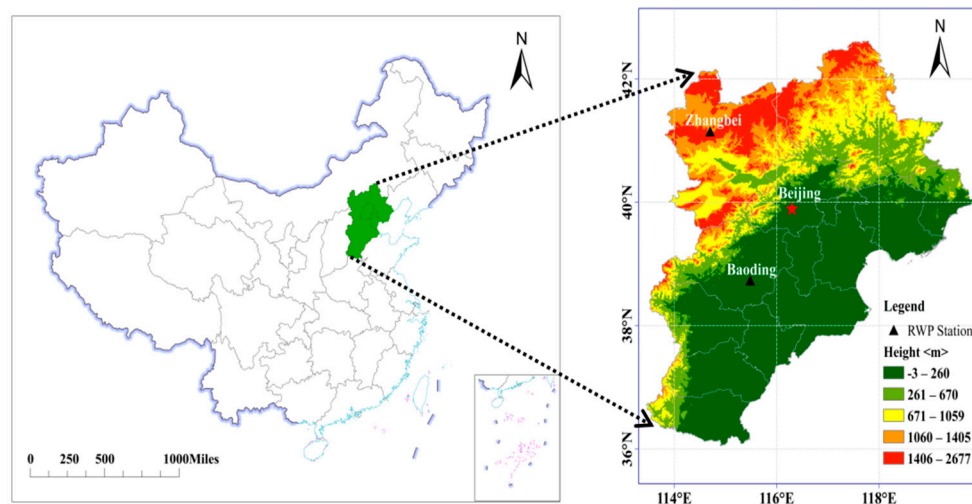 N
0 250 500 1000Miles
N
42°N
40°N
38°N
36°N
Zhangbei
Beijing
Baoding
Legend
RWP Station
Height <m>
-3 – 260
261 – 670
671 – 1059
1060 – 1405
1406 – 2677
114°E
116°E
118°E